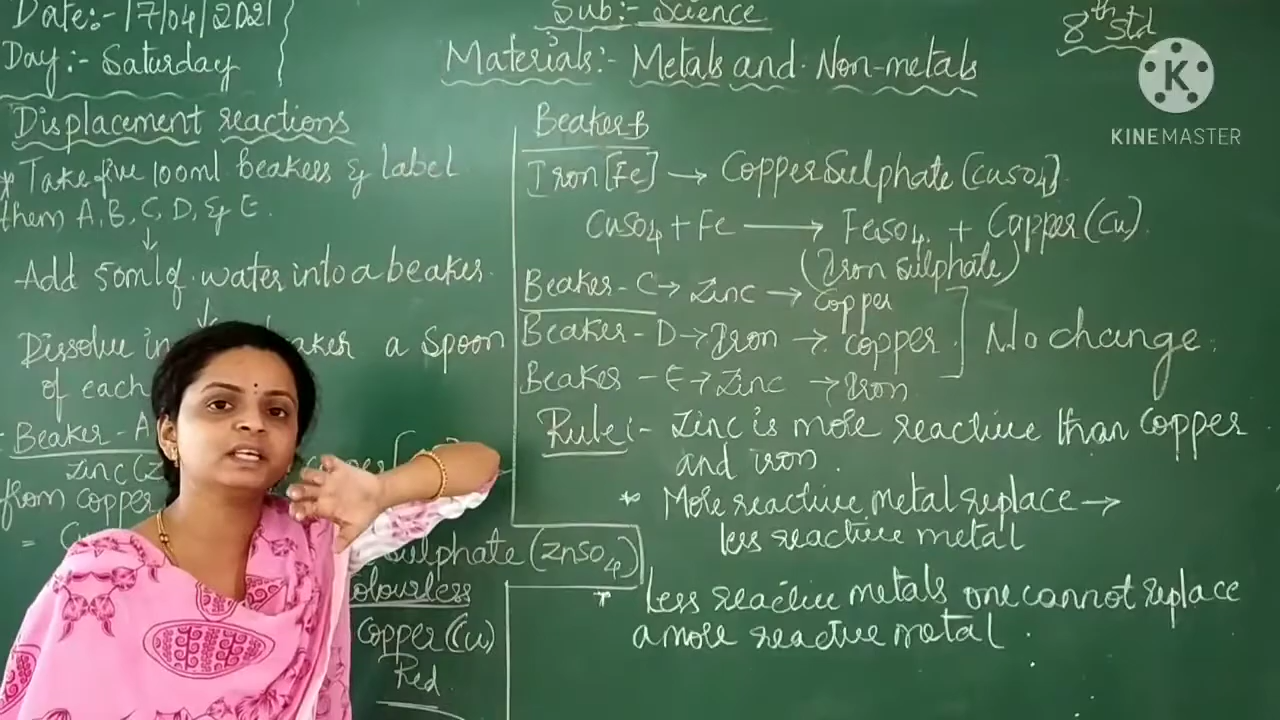 Date:- 17/04/2021
Day:- Saturday
Sub:- Science
8th Std
Materials:- Metals and Non-metals
K
KINEMASTER
Displacement reactions
* Take five 100ml beakers & label
them A, B, C, D, & E.
↓
Add 50ml of water into a beaker.
↓
Dissolve in beaker a spoon
of each
Beaker - A
Zinc
from copper
=
Sulphate (ZnSO4)
Colourless
Copper (Cu)
Red
Beaker-B
Iron [Fe] → Copper Sulphate (CuSO4)
CuSO4 + Fe → FeSO4 + Copper (Cu)
(Iron Sulphate)
Beaker - C → Zinc → Copper
Beaker - D → Iron → Copper
Beaker - E → Zinc → Iron
] No change
Rule:- Zinc is more reactive than copper
and iron.
* More reactive metal replace →
less reactive metal
* Less reactive metals one cannot replace
a more reactive metal.